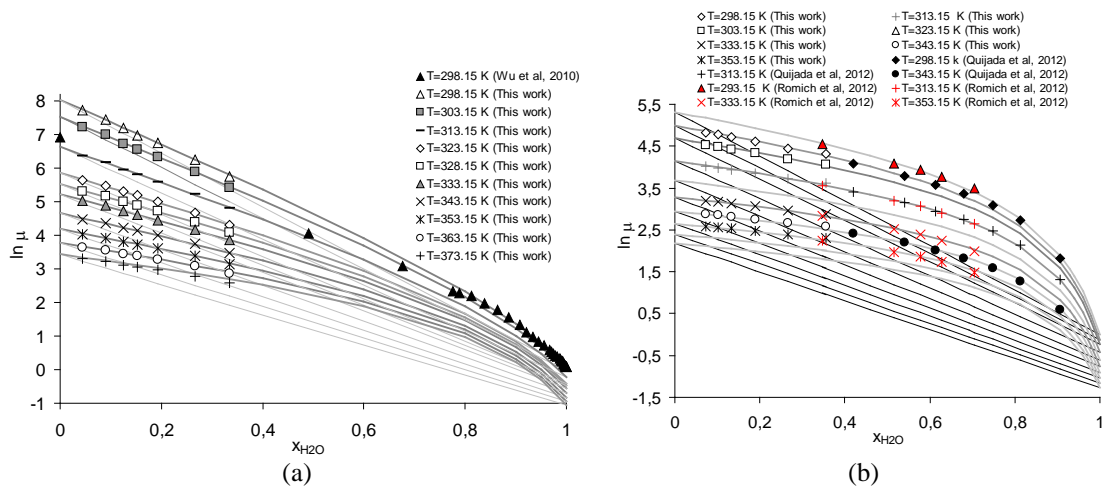 T=298.15 K (Wu et al, 2010)
T=298.15 K (This work)
T=303.15 K (This work)
T=313.15 K (This work)
T=323.15 K (This work)
T=328.15 K (This work)
T=333.15 K (This work)
T=343.15 K (This work)
T=353.15 K (This work)
T=363.15 K (This work)
T=373.15 K (This work)
8
7
6
5
4
3
2
1
0
-1
ln μ
0
0,2
0,4
0,6
0,8
1
xH2O
(a)
(b)
T=298.15 K (This work)
T=303.15 K (This work)
T=333.15 K (This work)
T=353.15 K (This work)
T=313.15 K (Quijada et al, 2012)
T=293.15 K (Romich et al, 2012)
T=333.15 K (Romich et al, 2012)
T=313.15 K (This work)
T=323.15 K (This work)
T=343.15 K (This work)
T=298.15 k (Quijada et al, 2012)
T=343.15 K (Quijada et al, 2012)
T=313.15 K (Romich et al, 2012)
T=353.15 K (Romich et al, 2012)
5,5
4,5
3,5
2,5
1,5
0,5
-0,5
-1,5
ln μ
0
0,2
0,4
0,6
0,8
1
xH2O
(b)